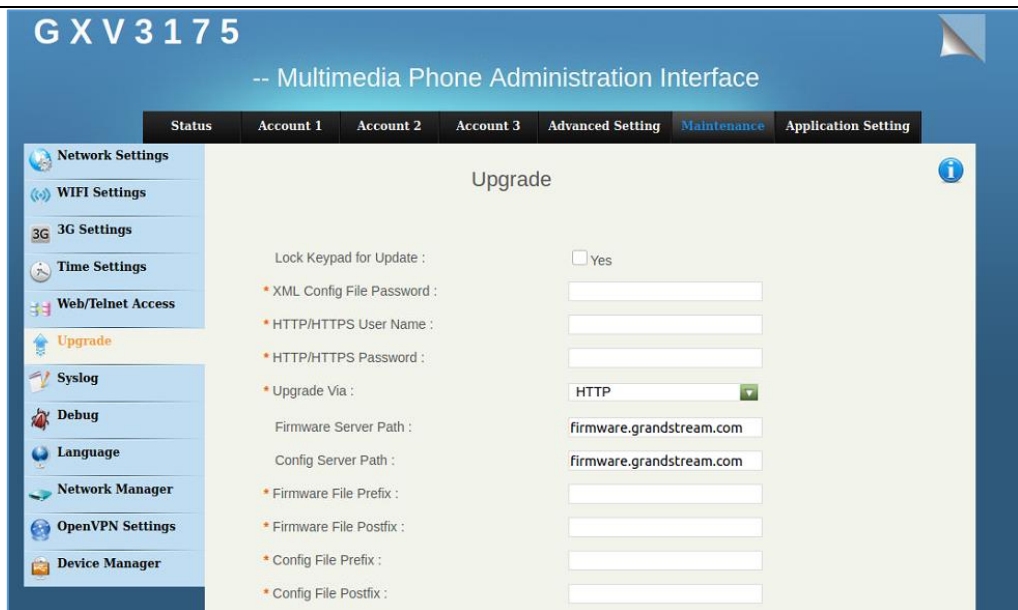 GXV3175
-- Multimedia Phone Administration Interface
Status Account 1 Account 2 Account 3 Advanced Setting Maintenance Application Setting
Network Settings
WIFI Settings
3G 3G Settings
Time Settings
Web/Telnet Access
Upgrade
Syslog
Debug
Language
Network Manager
OpenVPN Settings
Device Manager
Upgrade
Lock Keypad for Update : Yes
* XML Config File Password :
* HTTP/HTTPS User Name :
* HTTP/HTTPS Password :
* Upgrade Via : HTTP
Firmware Server Path : firmware.grandstream.com
Config Server Path : firmware.grandstream.com
* Firmware File Prefix :
* Firmware File Postfix :
* Config File Prefix :
* Config File Postfix :